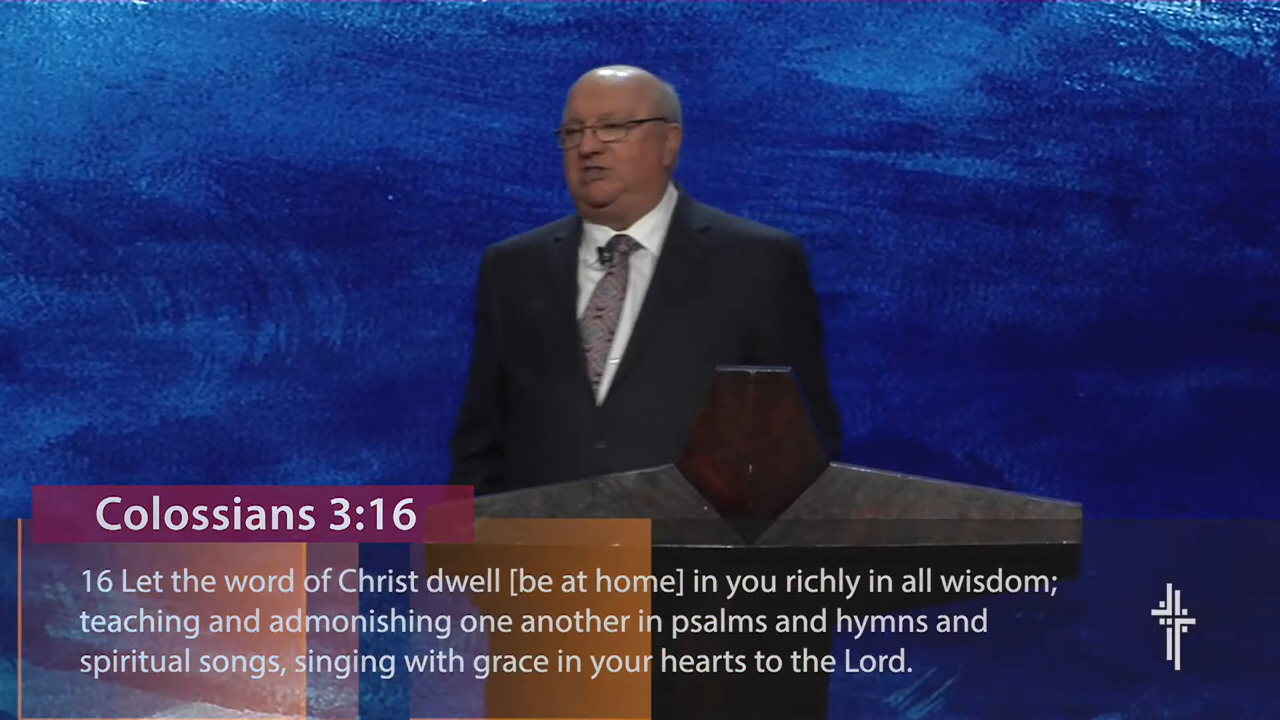 Colossians 3:16
16 Let the word of Christ dwell [be at home] in you richly in all wisdom;
teaching and admonishing one another in psalms and hymns and
spiritual songs, singing with grace in your hearts to the Lord.